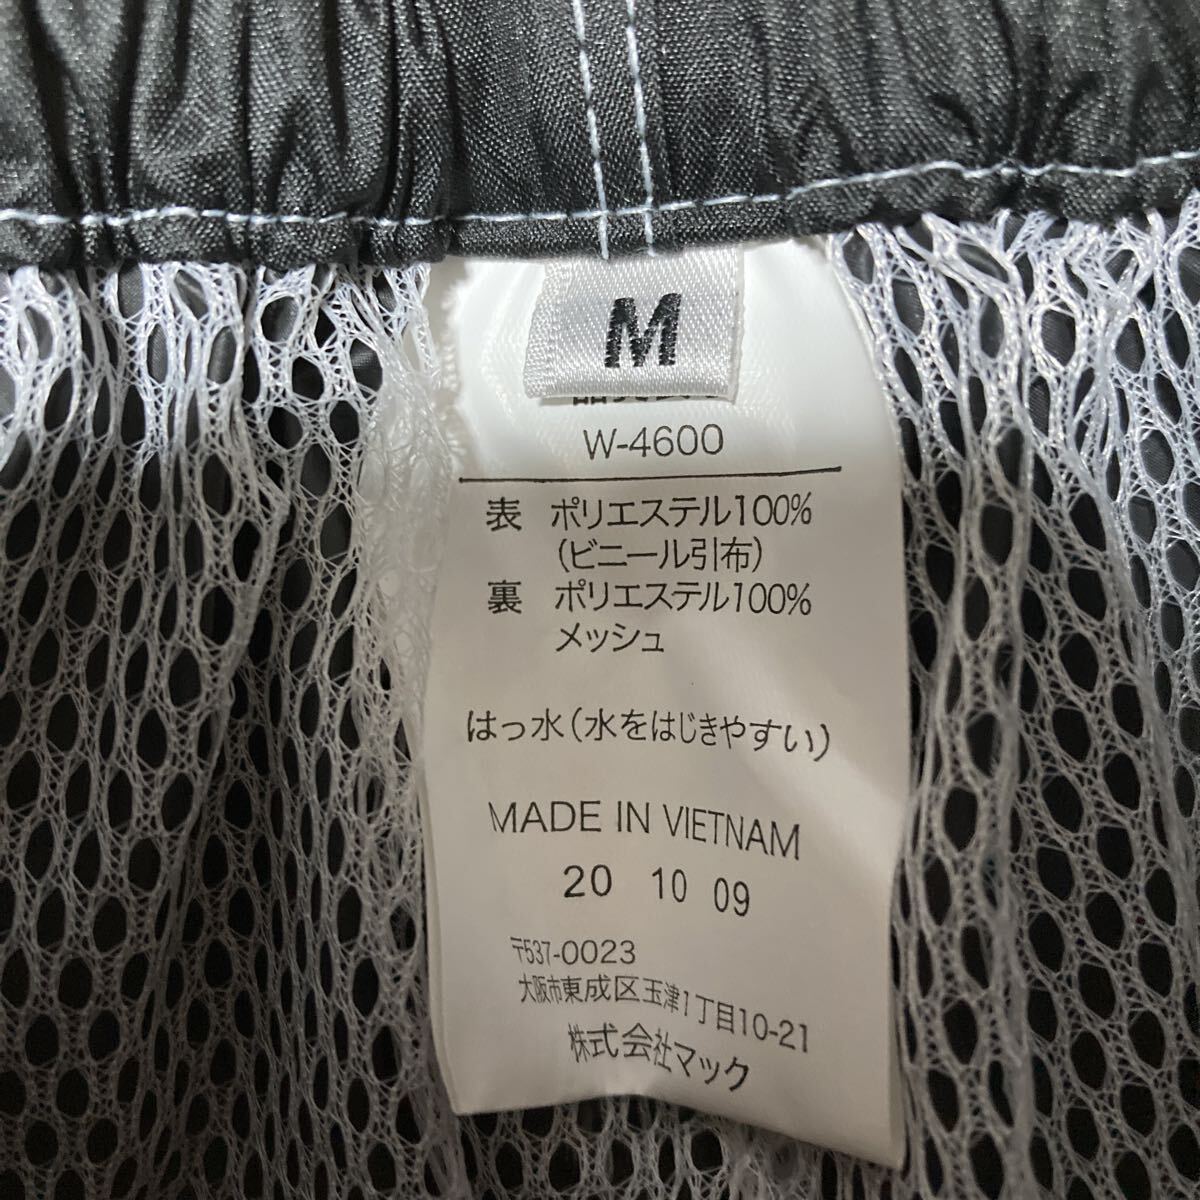 M
W-4600
表 ポリエステル100%
(ビニール引布)
裏 ポリエステル100%
メッシュ
はっ水(水をはじきやすい)
MADE IN VIETNAM
20 10 09
〒537-0023
大阪市東成区玉津1丁目10-21
株式会社マック